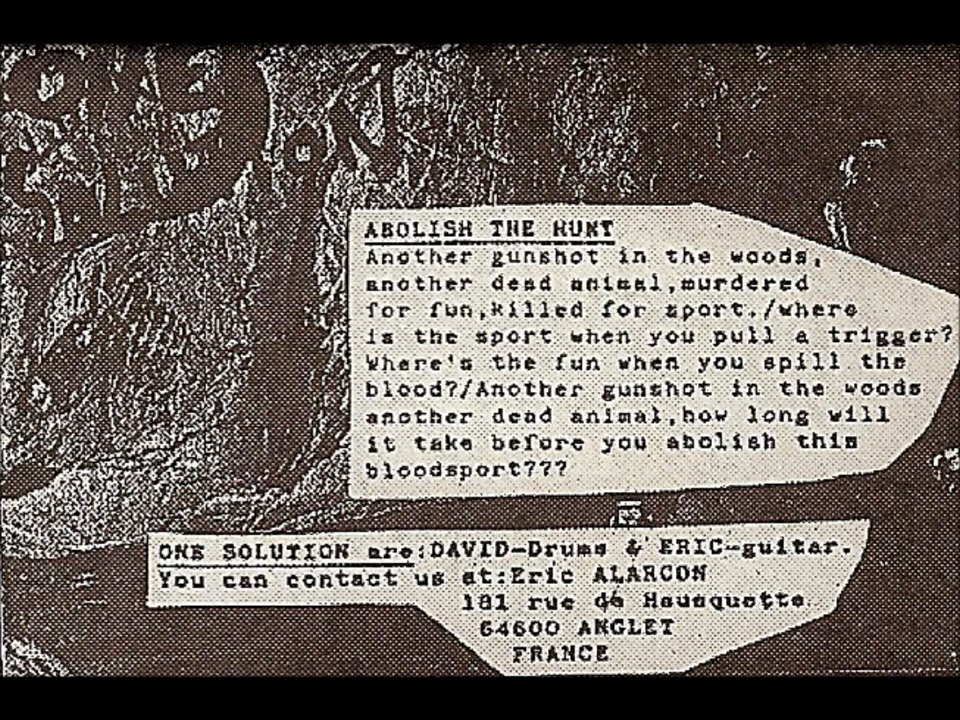 ABOLISH THE HUNT
Another gunshot in the woods,
another dead animal,murdered
for fun,killed for sport./where
is the sport when you pull a trigger?
Where's the fun when you spill the
blood?/Another gunshot in the woods
another dead animal,how long will
it take before you abolish this
bloodsport???
ONE SOLUTION are:DAVID-Drums & ERIC-guitar.
You can contact us at:Eric ALARCON
181 rue de Hausquette
64600 ANGLET
FRANCE